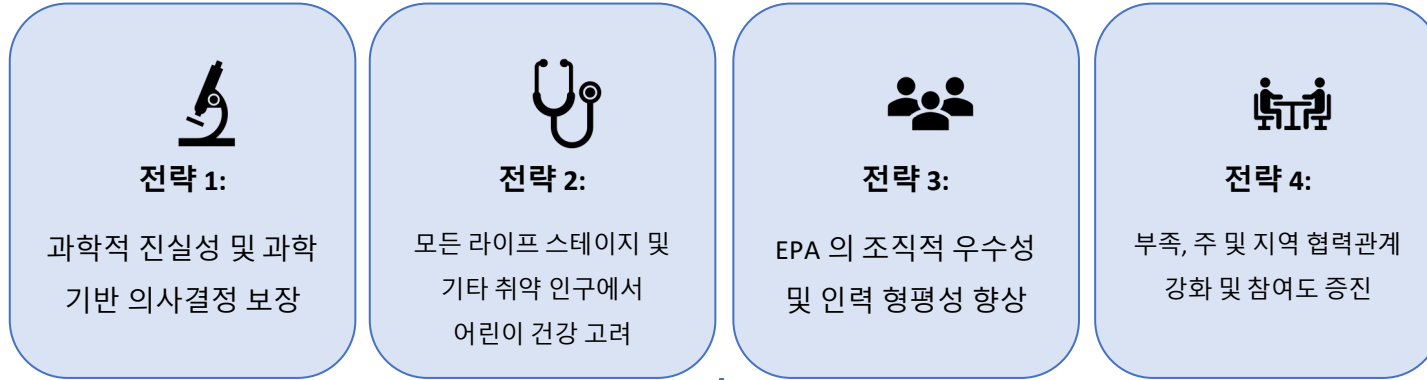 전략 1:
과학적 진실성 및 과학
기반 의사결정 보장
전략 2:
모든 라이프 스테이지 및
기타 취약 인구에서
어린이 건강 고려
전략 3:
EPA 의 조직적 우수성
및 인력 형평성 향상
전략 4:
부족, 주 및 지역 협력관계
강화 및 참여도 증진